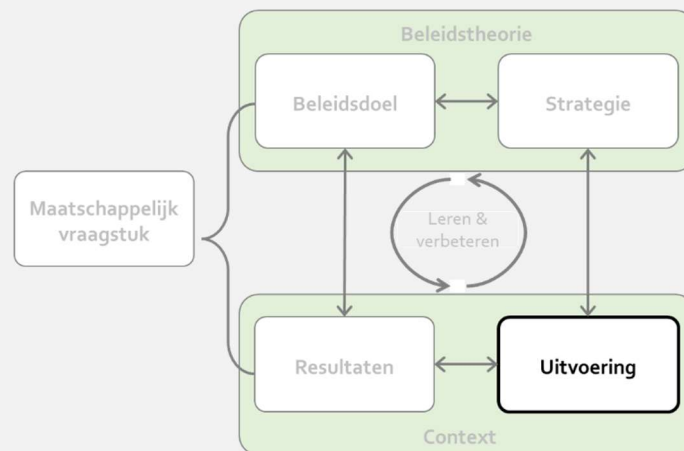 Beleidstheorie
Beleidsdoel
Strategie
Maatschappelijk
vraagstuk
Leren &
verbeteren
Resultaten
Uitvoering
Context